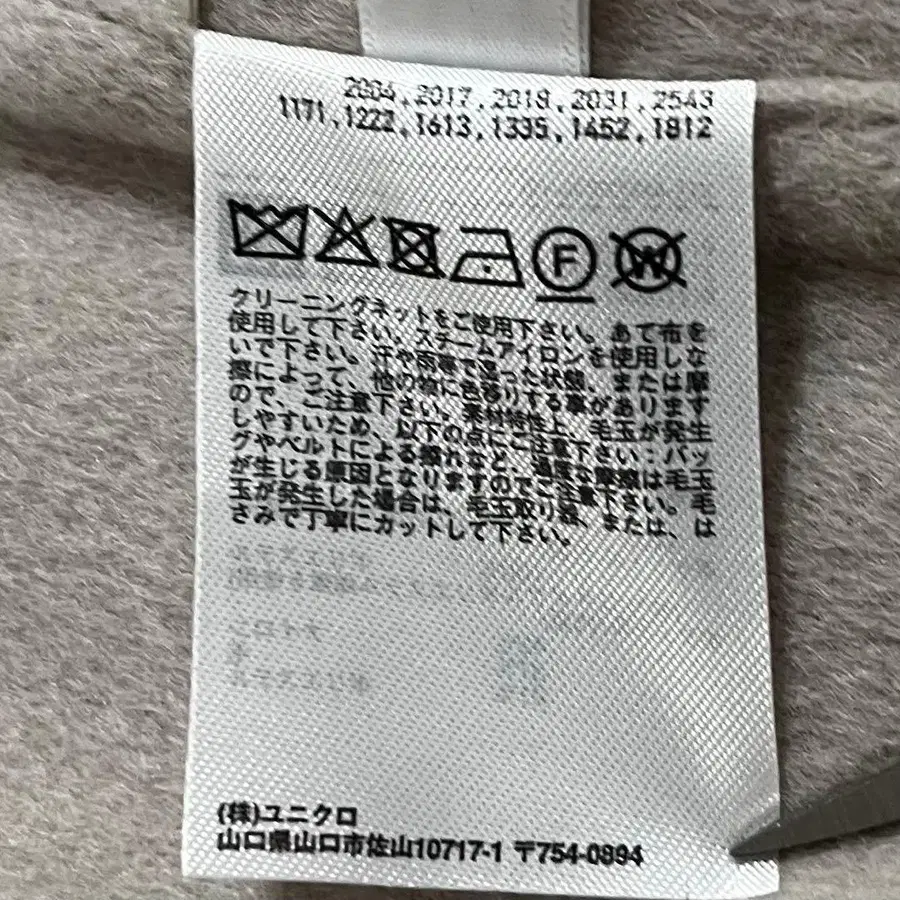 2004,2017,2018,2031,2543
1171,1222,1613,1335,1452,1812
F W
クリーニングネットをご使用下さい。あて布を
使用して下さい。スチームアイロンを使用しな
いで下さい。汗や雨等で湿った状態、または摩
擦によって、他の物に色移りする事があります
ので、ご注意下さい。素材特性上、毛玉が発生
しやすいため、以下の点にご注意下さい：バッ
グやベルトによる擦れなど、過度な摩擦は毛玉
が生じる原因となりますのでご注意下さい。毛
玉が発生した場合は、毛玉取り器、または、は
さみで丁寧にカットして下さい。
(株)ユニクロ
山口県山口市佐山10717-1 〒754-0894